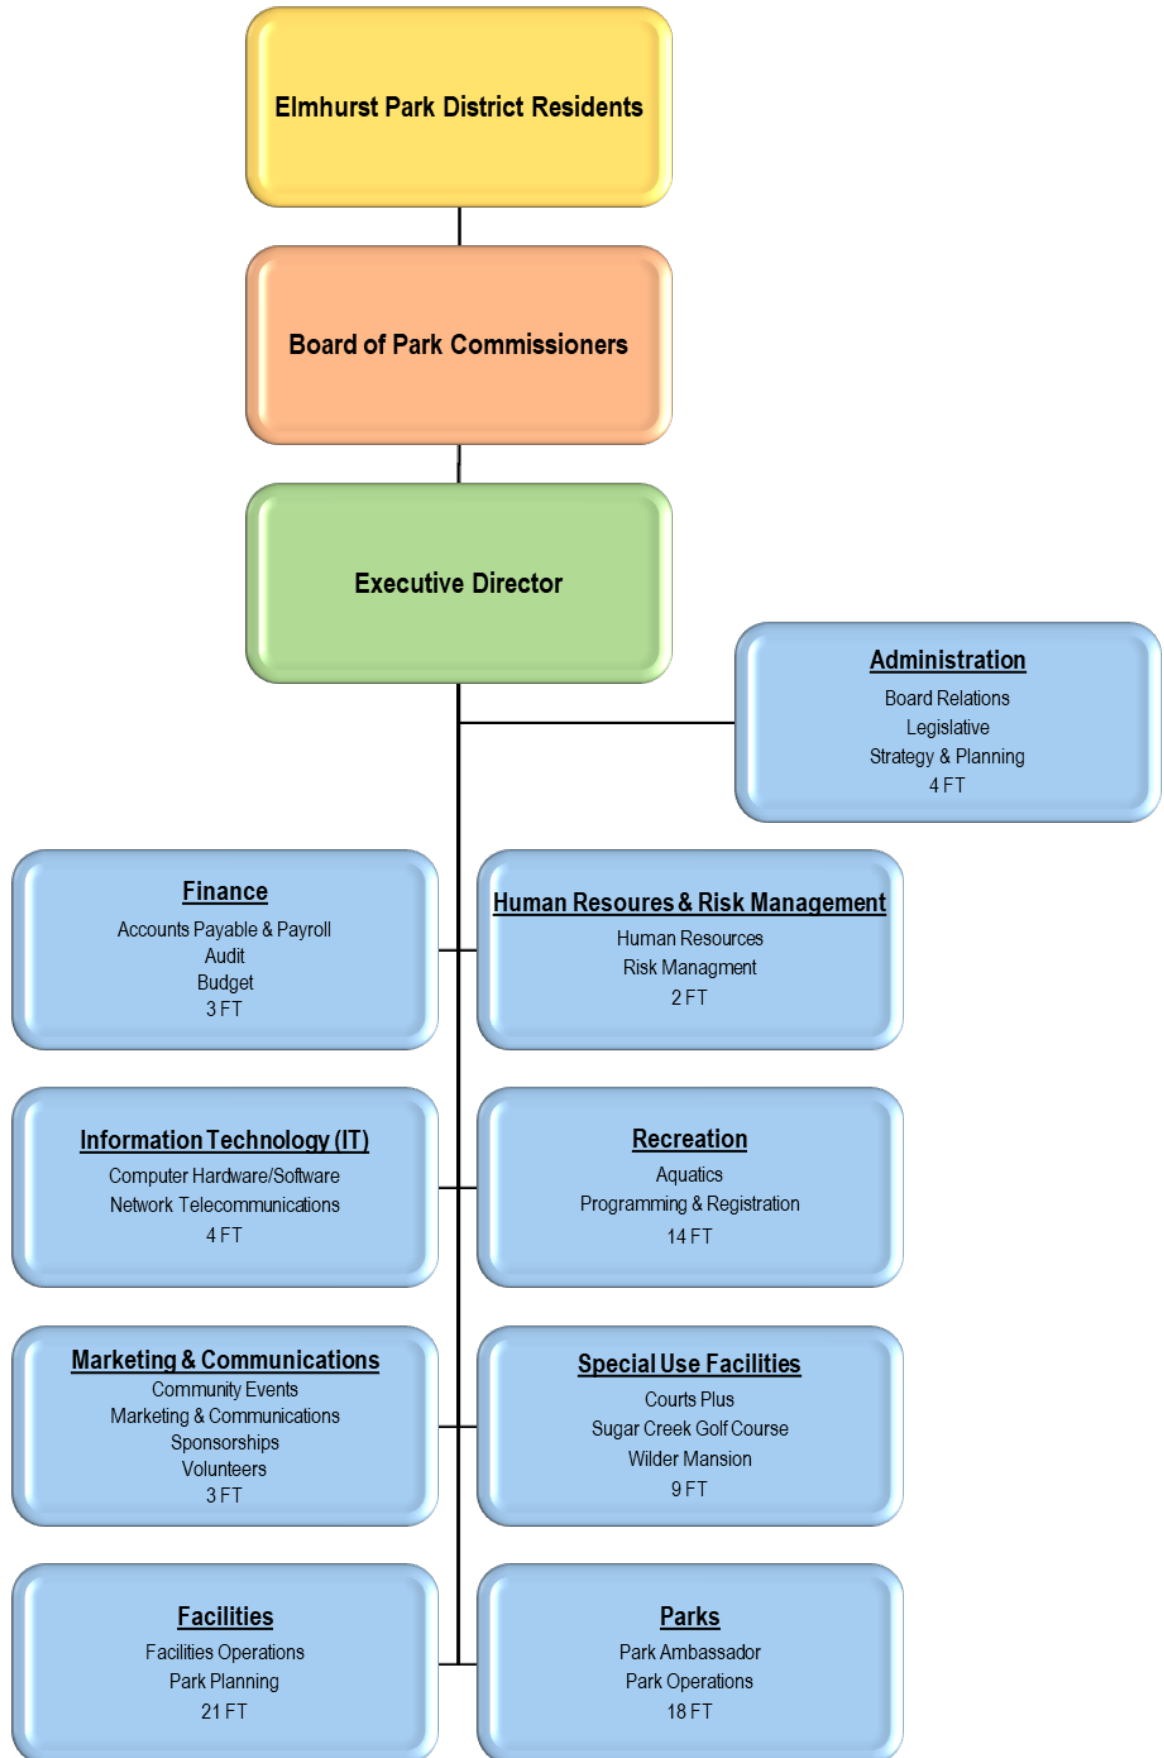 Elmhurst Park District Residents
Board of Park Commissioners
Executive Director
Administration
Board Relations
Legislative
Strategy & Planning
4 FT
Finance
Accounts Payable & Payroll
Audit
Budget
3 FT
Human Resoures & Risk Management
Human Resources
Risk Managment
2 FT
Information Technology (IT)
Computer Hardware/Software
Network Telecommunications
4 FT
Recreation
Aquatics
Programming & Registration
14 FT
Marketing & Communications
Community Events
Marketing & Communications
Sponsorships
Volunteers
3 FT
Special Use Facilities
Courts Plus
Sugar Creek Golf Course
Wilder Mansion
9 FT
Facilities
Facilities Operations
Park Planning
21 FT
Parks
Park Ambassador
Park Operations
18 FT